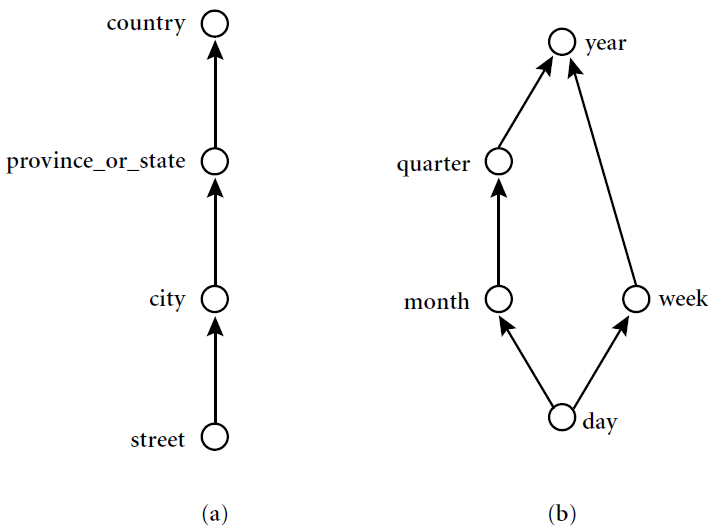 country
province_or_state
city
street
(a)
year
quarter
month
week
day
(b)